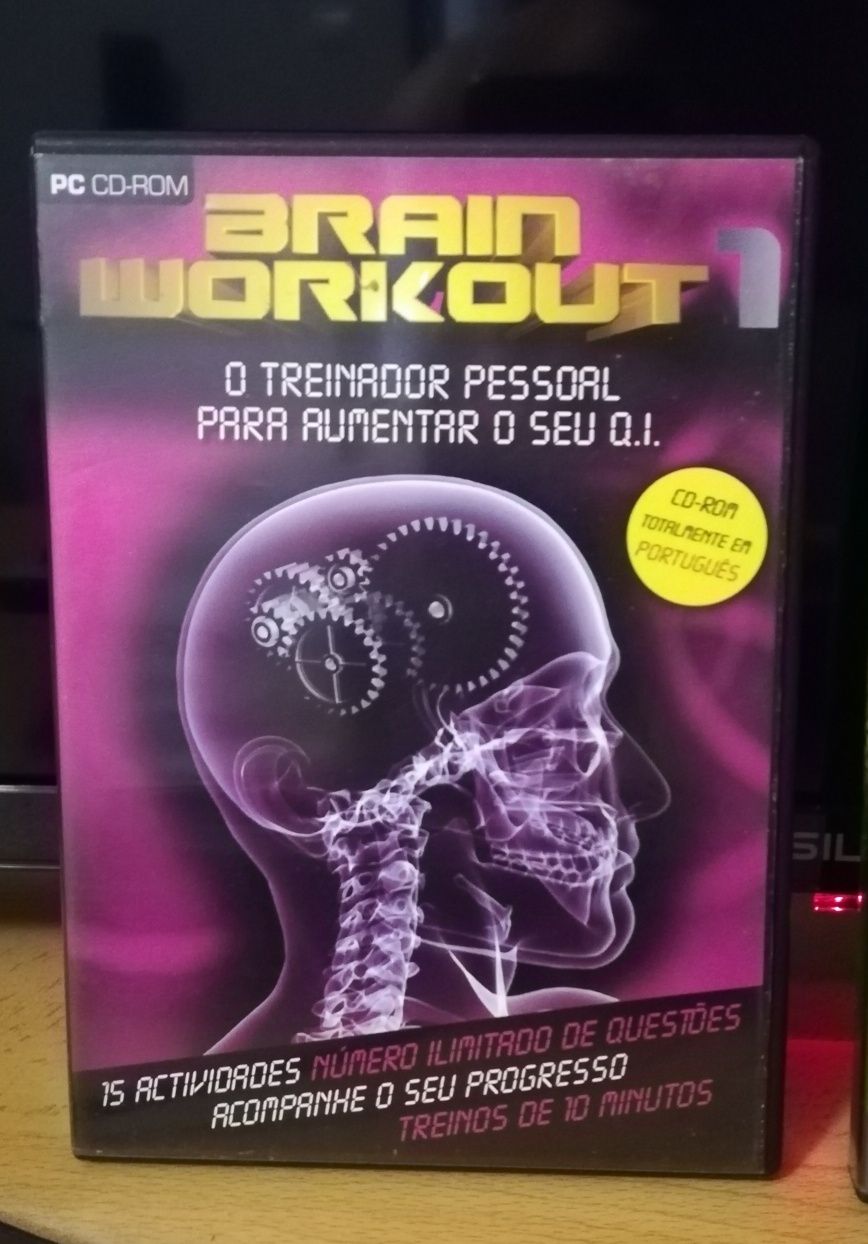 PC CD-ROM
BRAIN
WORKOUT 1
O TREINADOR PESSOAL
PARA AUMENTAR O SEU Q.I.
CD-ROM
TOTALMENTE EM
PORTUGUÊS
15 ACTIVIDADES NÚMERO ILIMITADO DE QUESTÕES
ACOMPANHE O SEU PROGRESSO
TREINOS DE 10 MINUTOS
SIL